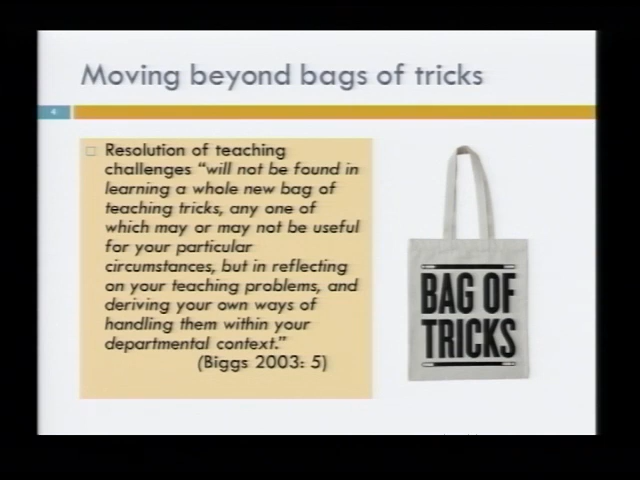 Moving beyond bags of tricks
4
Resolution of teaching
challenges “will not be found in
learning a whole new bag of
teaching tricks, any one of
which may or may not be useful
for your particular
circumstances, but in reflecting
on your teaching problems, and
deriving your own ways of
handling them within your
departmental context.”
(Biggs 2003: 5)
BAG OF
TRICKS